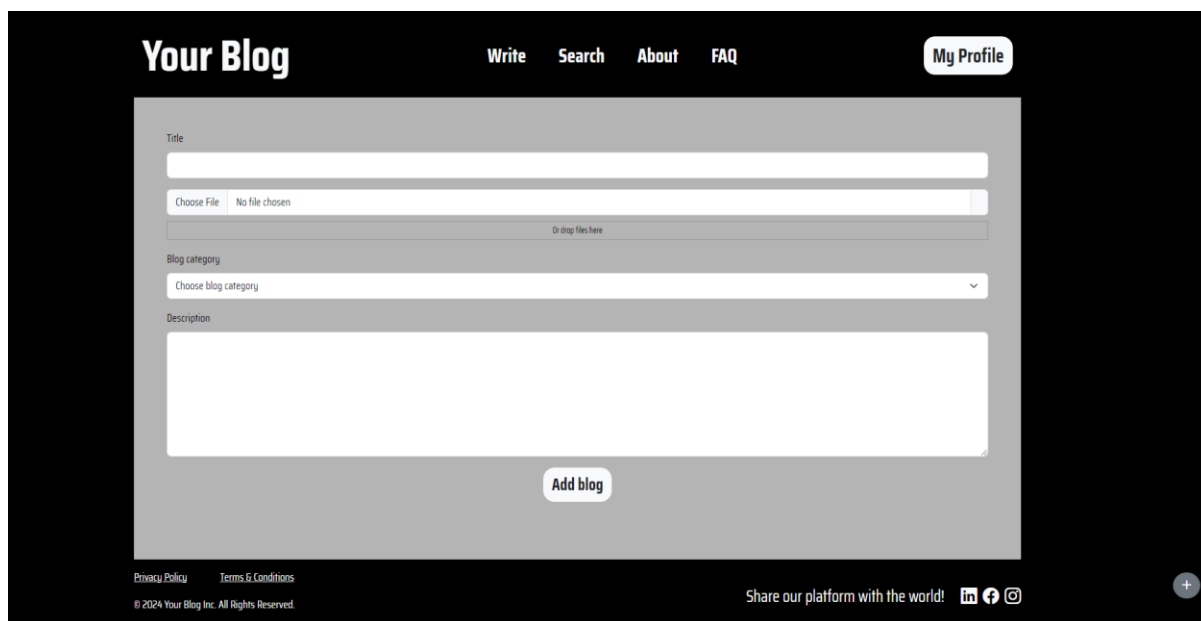 Your Blog
Write Search About FAQ
My Profile
Title
Choose File No file chosen
Or drop files here
Blog category
Choose blog category
Description
Add blog
Privacy Policy Terms & Conditions
© 2024 Your Blog Inc. All Rights Reserved.
Share our platform with the world!